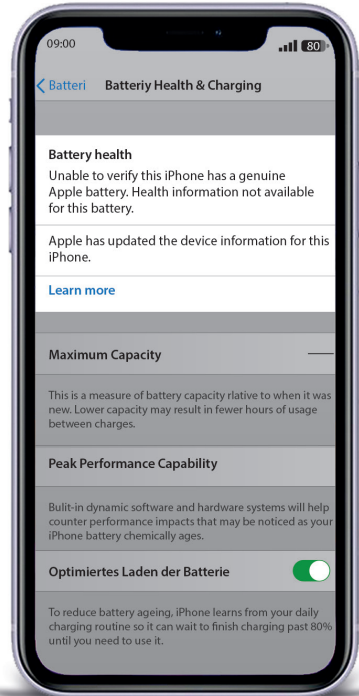 09:00
80
Batteri
Batteriy Health & Charging
Battery health
Unable to verify this iPhone has a genuine
Apple battery. Health information not available
for this battery.
Apple has updated the device information for this
iPhone.
Learn more
Maximum Capacity
This is a measure of battery capacity rlative to when it was
new. Lower capacity may result in fewer hours of usage
between charges.
Peak Performance Capability
Bulit-in dynamic software and hardware systems will help
counter performance impacts that may be noticed as your
iPhone battery chemically ages.
Optimiertes Laden der Batterie
To reduce battery ageing, iPhone learns from your daily
charging routine so it can wait to finish charging past 80%
until you need to use it.